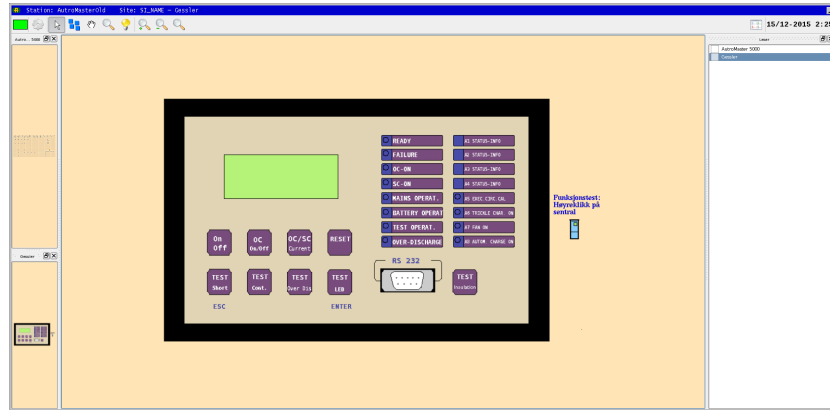 Station: AutroMasterOld Site: SI_NAME - Gessler
15/12-2015 2:25
Autro... 5000
Layer
AutroMaster 5000
Gessler
READY
FAILURE
OC-ON
SC-ON
MAINS OPERAT.
BATTERY OPERAT
TEST OPERAT.
OVER-DISCHARGE
A1 STATUS-INFO
A2 STATUS-INFO
A3 STATUS-INFO
A4 STATUS-INFO
A5 EXEC.CIRC.CAL
A6 TRICKLE CHAR. ON
A7 FAN ON
A8 AUTOM. CHARGE ON
Funksjonstest:
Høyreklikk på
sentral
On
Off
OC
On/Off
OC/SC
Current
RESET
RS 232
TEST
Short
TEST
Cont.
TEST
Over Dis
TEST
LED
TEST
Insulation
ESC
ENTER
Gessler